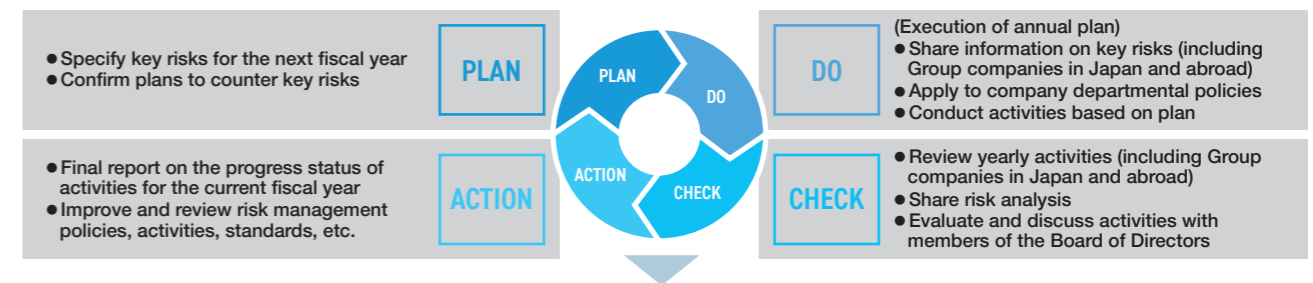 ● Specify key risks for the next fiscal year
● Confirm plans to counter key risks
PLAN
PLAN
DO
DO
(Execution of annual plan)
● Share information on key risks (including
Group companies in Japan and abroad)
● Apply to company departmental policies
● Conduct activities based on plan
● Final report on the progress status of
activities for the current fiscal year
● Improve and review risk management
policies, activities, standards, etc.
ACTION
ACTION
CHECK
CHECK
● Review yearly activities (including Group
companies in Japan and abroad)
● Share risk analysis
● Evaluate and discuss activities with
members of the Board of Directors